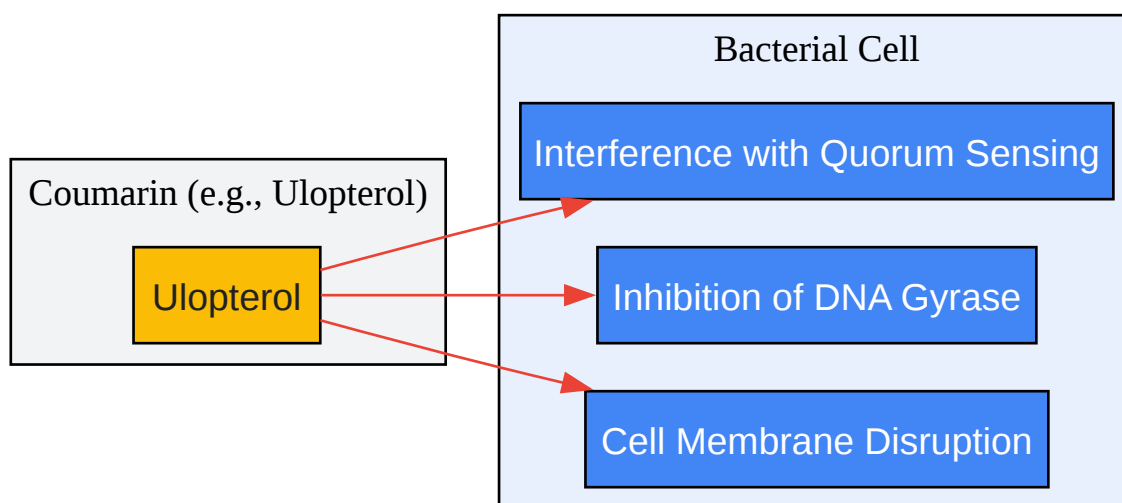 Bacterial Cell
Interference with Quorum Sensing
Coumarin (e.g., Ulopterol)
Ulopterol
Inhibition of DNA Gyrase
Cell Membrane Disruption